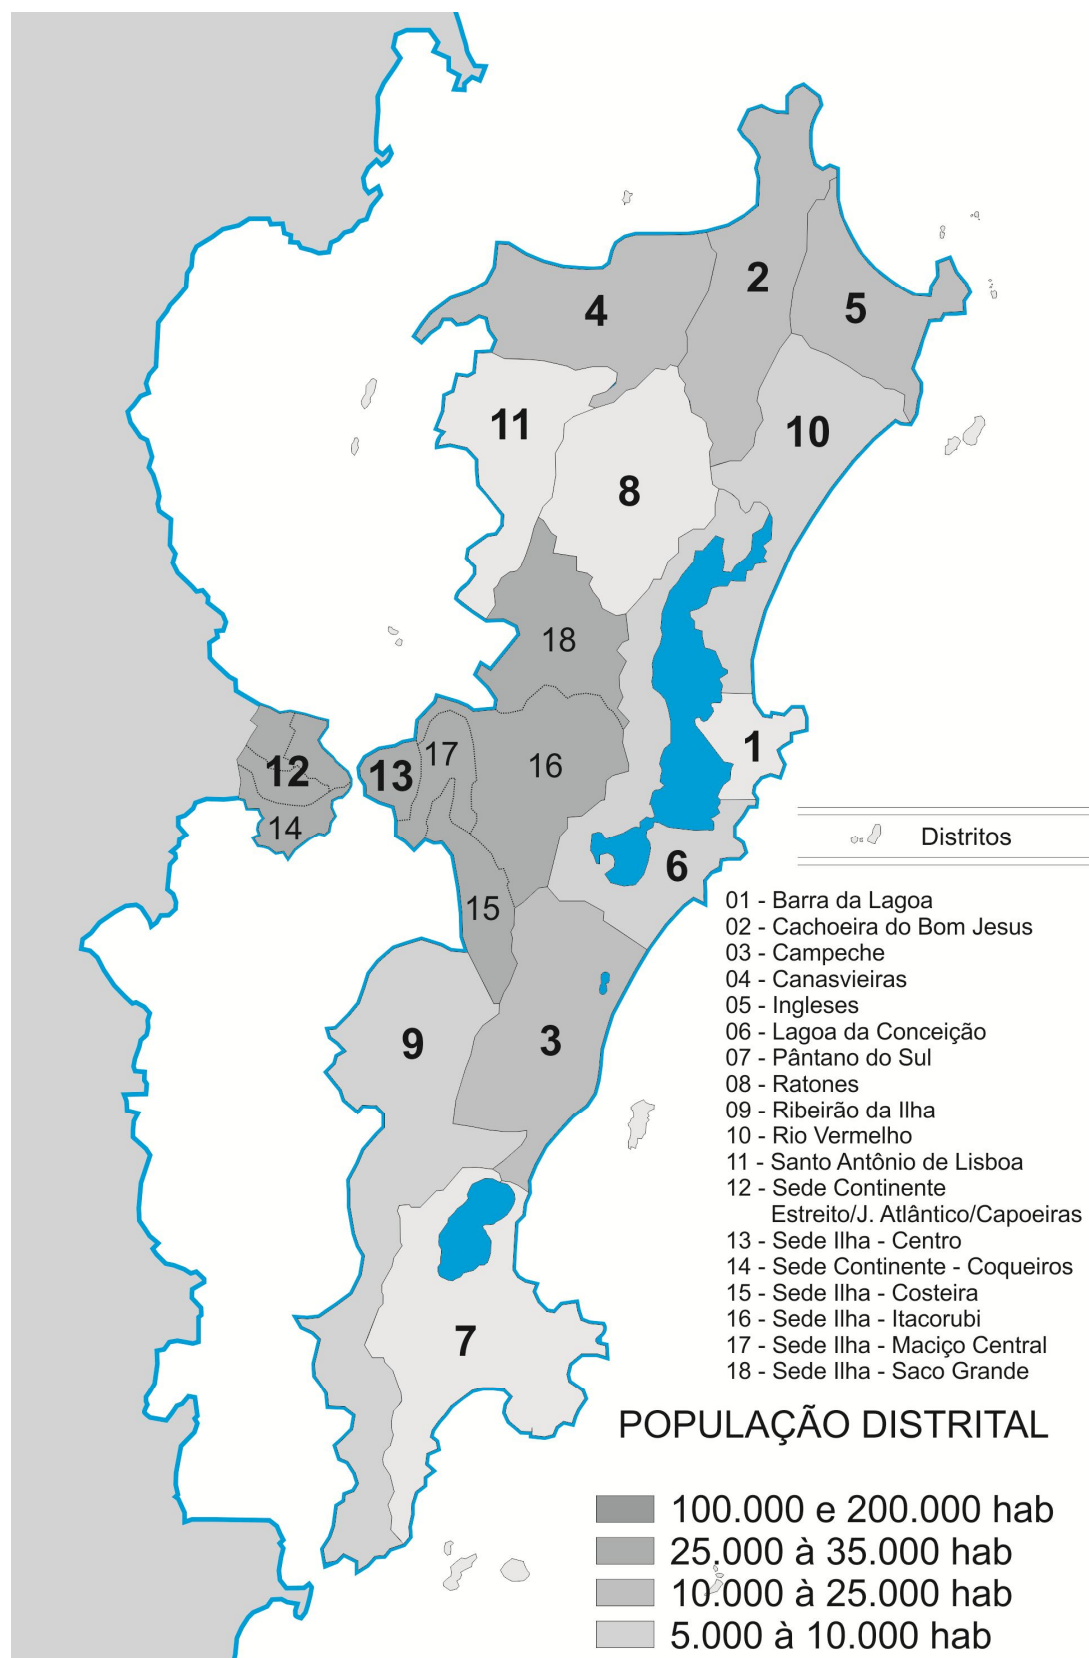 2
4
5
11
10
8
18
1
17
12
13
16
14
6
15
9
3
7
Distritos
01 - Barra da Lagoa
02 - Cachoeira do Bom Jesus
03 - Campeche
04 - Canasvieiras
05 - Ingleses
06 - Lagoa da Conceição
07 - Pântano do Sul
08 - Ratones
09 - Ribeirão da Ilha
10 - Rio Vermelho
11 - Santo Antônio de Lisboa
12 - Sede Continente
Estreito/J. Atlântico/Capoeiras
13 - Sede Ilha - Centro
14 - Sede Continente - Coqueiros
15 - Sede Ilha - Costeira
16 - Sede Ilha - Itacorubi
17 - Sede Ilha - Maciço Central
18 - Sede Ilha - Saco Grande
POPULAÇÃO DISTRITAL
100.000 e 200.000 hab
25.000 à 35.000 hab
10.000 à 25.000 hab
5.000 à 10.000 hab